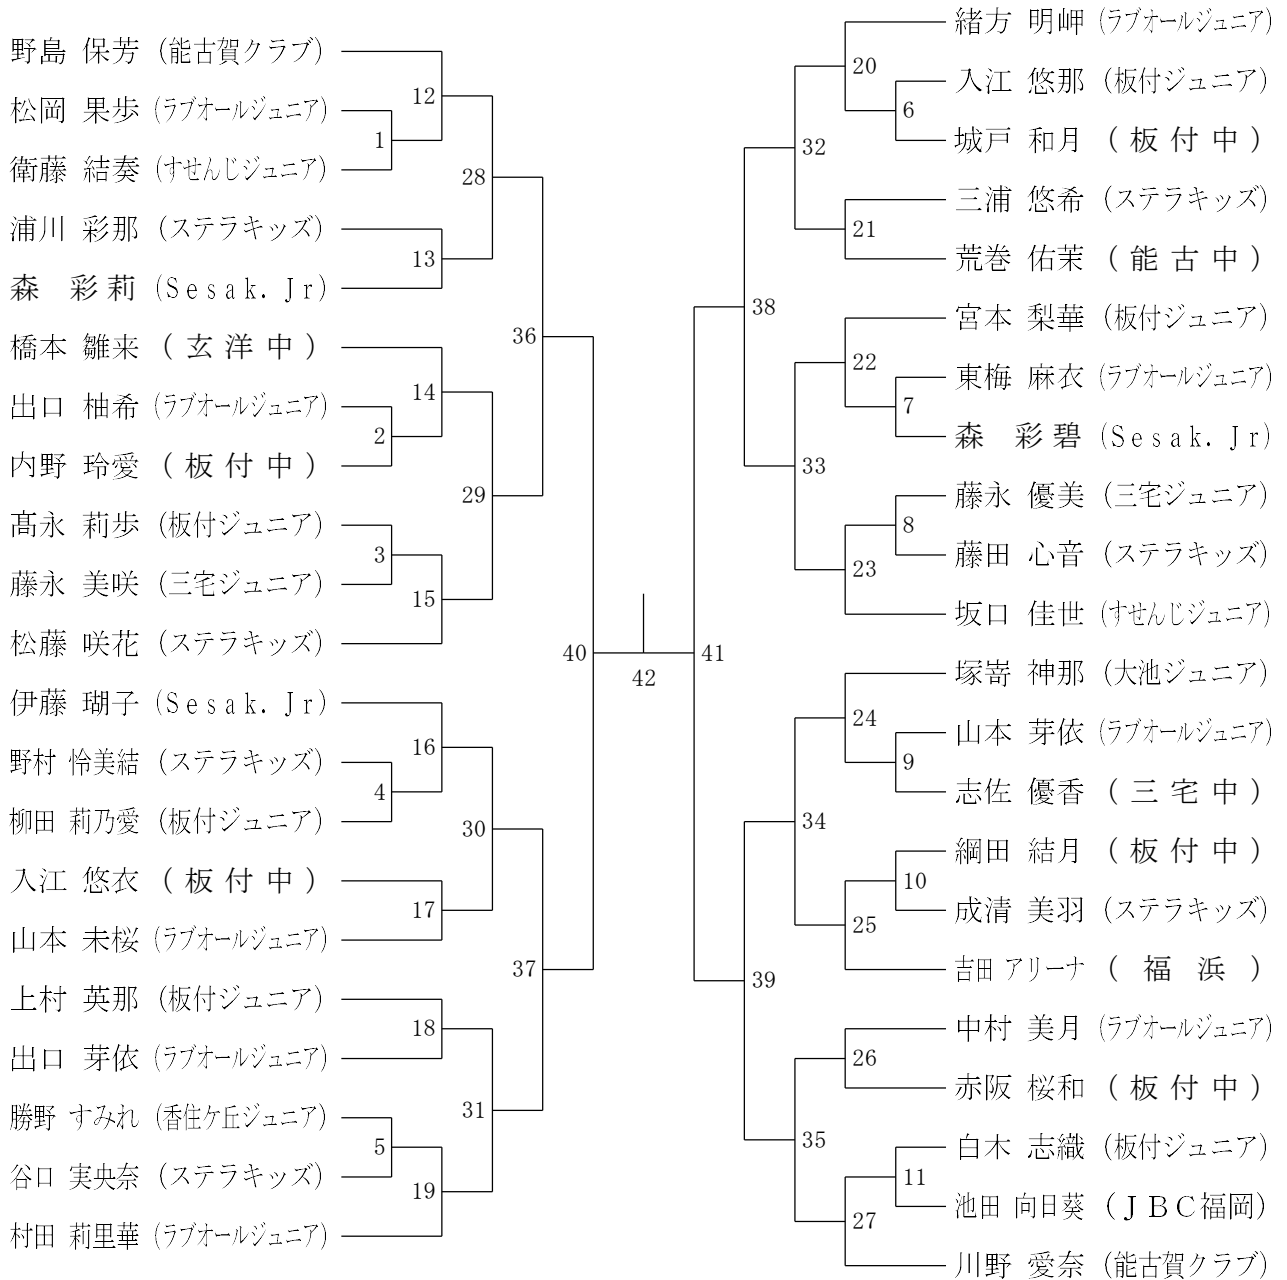 野島 保芳 (能古賀クラブ)
松岡 果歩 (ラブオールジュニア)
衛藤 結奏 (すせんじジュニア)
浦川 彩那 (ステラキッズ)
森 彩莉 (Sesak. Jr)
橋本 雛来 (玄洋中)
出口 柚希 (ラブオールジュニア)
内野 玲愛 (板付中)
髙永 莉歩 (板付ジュニア)
藤永 美咲 (三宅ジュニア)
松藤 咲花 (ステラキッズ)
伊藤 瑚子 (Sesak. Jr)
野村 怜美結 (ステラキッズ)
柳田 莉乃愛 (板付ジュニア)
入江 悠衣 (板付中)
山本 未桜 (ラブオールジュニア)
上村 英那 (板付ジュニア)
出口 芽依 (ラブオールジュニア)
勝野 すみれ (香住ケ丘ジュニア)
谷口 実央奈 (ステラキッズ)
村田 莉里華 (ラブオールジュニア)
1
2
3
4
5
12
13
14
15
16
17
18
19
28
29
30
31
36
37
40
42
41
38
39
32
33
34
35
20
21
22
23
24
25
26
27
6
7
8
9
10
11
緒方 明岬 (ラブオールジュニア)
入江 悠那 (板付ジュニア)
城戸 和月 (板付中)
三浦 悠希 (ステラキッズ)
荒巻 佑茉 (能古中)
宮本 梨華 (板付ジュニア)
東梅 麻衣 (ラブオールジュニア)
森 彩碧 (Sesak. Jr)
藤永 優美 (三宅ジュニア)
藤田 心音 (ステラキッズ)
坂口 佳世 (すせんじジュニア)
塚嵜 神那 (大池ジュニア)
山本 芽依 (ラブオールジュニア)
志佐 優香 (三宅中)
綱田 結月 (板付中)
成清 美羽 (ステラキッズ)
吉田 アリーナ (福浜)
中村 美月 (ラブオールジュニア)
赤阪 桜和 (板付中)
白木 志織 (板付ジュニア)
池田 向日葵 (ＪＢＣ福岡)
川野 愛奈 (能古賀クラブ)